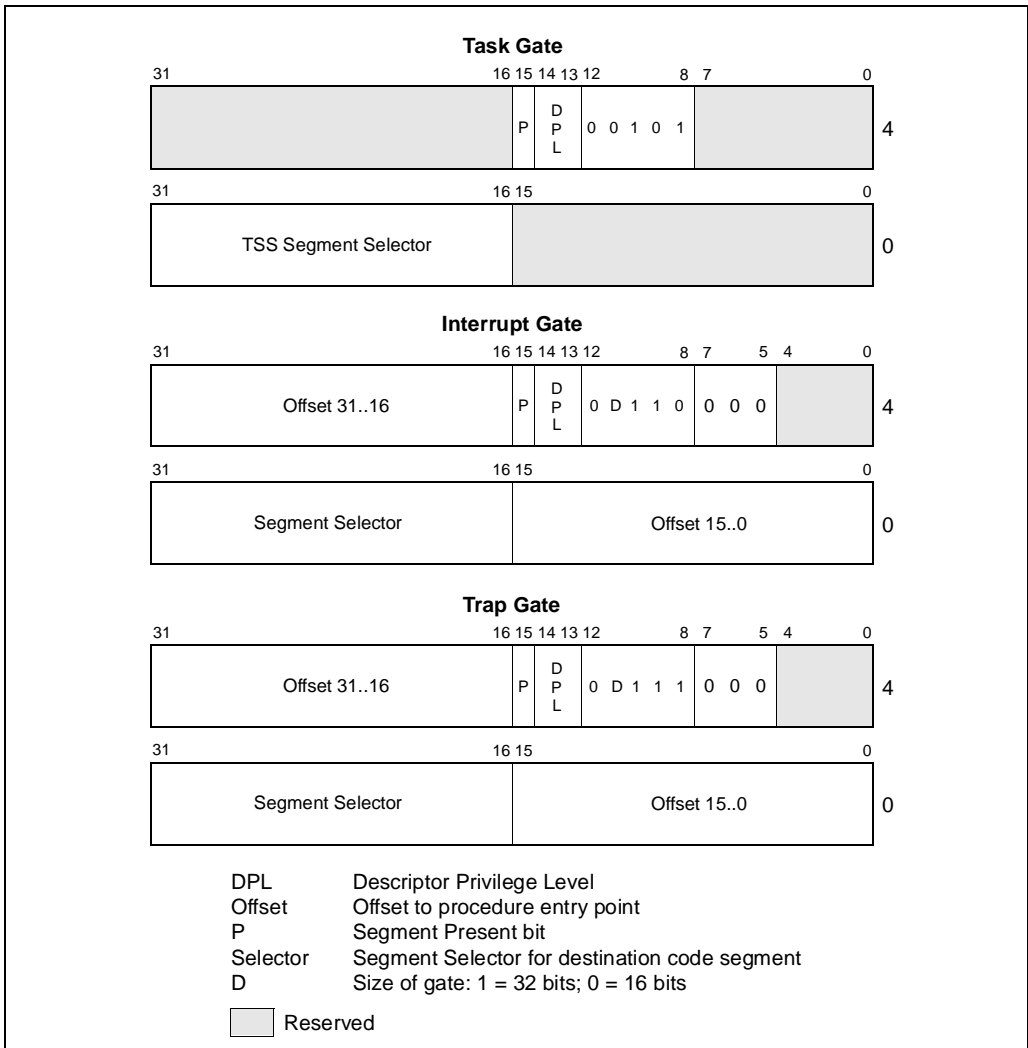 Task Gate
31 16 15 14 13 12 8 7 0
P D P L 0 0 1 0 1 4
31 16 15 0
TSS Segment Selector 0
Interrupt Gate
31 16 15 14 13 12 8 7 5 4 0
Offset 31..16 P D P L 0 D 1 1 0 0 0 0 4
31 16 15 0
Segment Selector Offset 15..0 0
Trap Gate
31 16 15 14 13 12 8 7 5 4 0
Offset 31..16 P D P L 0 D 1 1 1 0 0 0 4
31 16 15 0
Segment Selector Offset 15..0 0
DPL Descriptor Privilege Level
Offset Offset to procedure entry point
P Segment Present bit
Selector Segment Selector for destination code segment
D Size of gate: 1 = 32 bits; 0 = 16 bits
Reserved